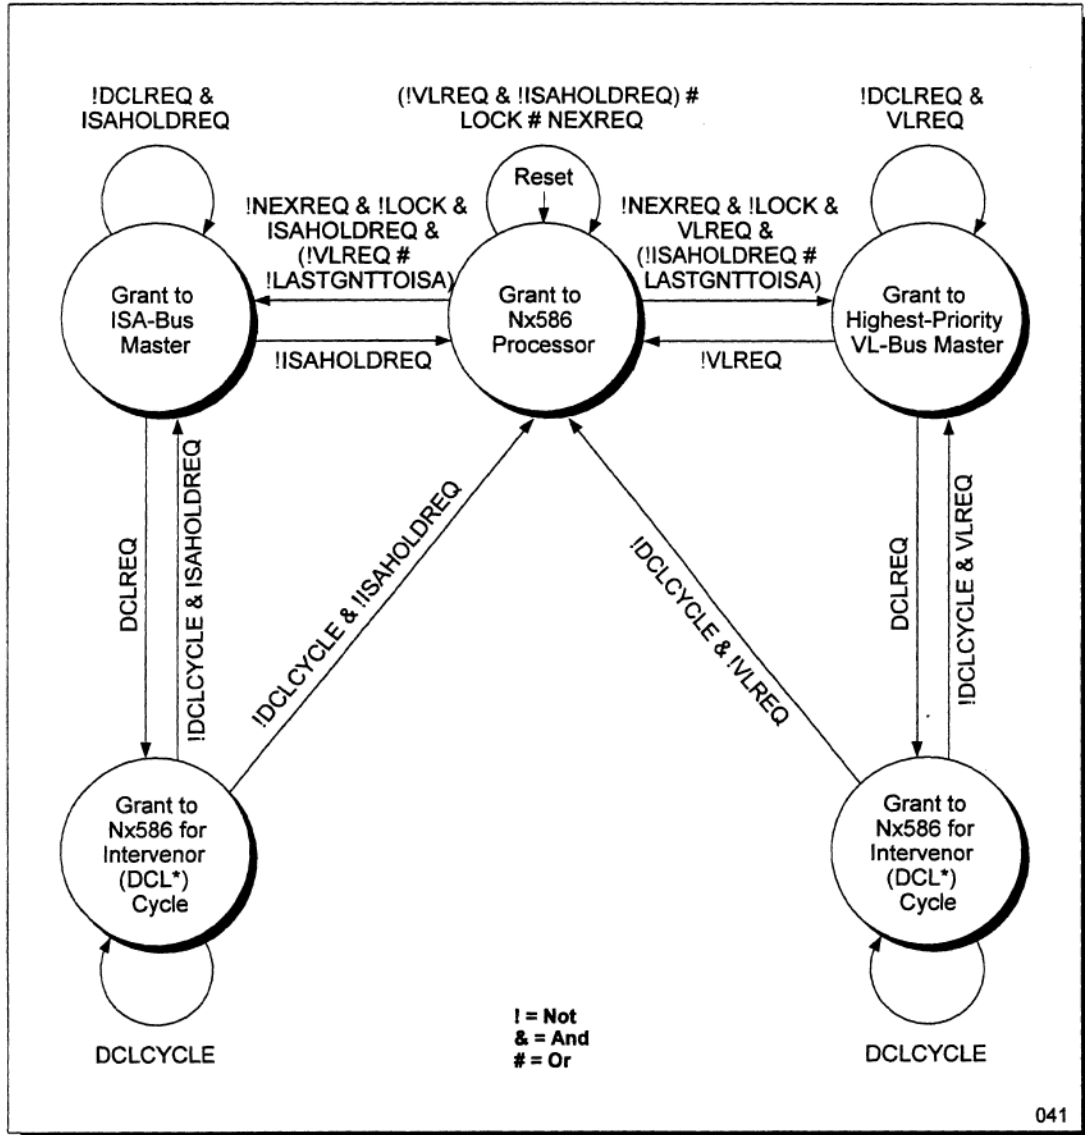 !DCLREQ &
ISAHOLDREQ
(!VLREQ & !ISAHOLDREQ) #
LOCK # NEXREQ
!DCLREQ &
VLREQ
Reset
!NEXREQ & !LOCK &
ISAHOLDREQ &
(!VLREQ #
!LASTGNTTOISA)
!NEXREQ & !LOCK &
VLREQ &
(!ISAHOLDREQ #
LASTGNTTOISA)
Grant to
ISA-Bus
Master
Grant to
Nx586
Processor
Grant to
Highest-Priority
VL-Bus Master
!ISAHOLDREQ
!VLREQ
DCLREQ
!DCLCYCLE & ISAHOLDREQ
!DCLCYCLE & !ISAHOLDREQ
!DCLCYCLE & !VLREQ
DCLREQ
!DCLCYCLE & VLREQ
Grant to
Nx586 for
Intervenor
(DCL*)
Cycle
Grant to
Nx586 for
Intervenor
(DCL*)
Cycle
DCLCYCLE
DCLCYCLE
! = Not
& = And
# = Or
041